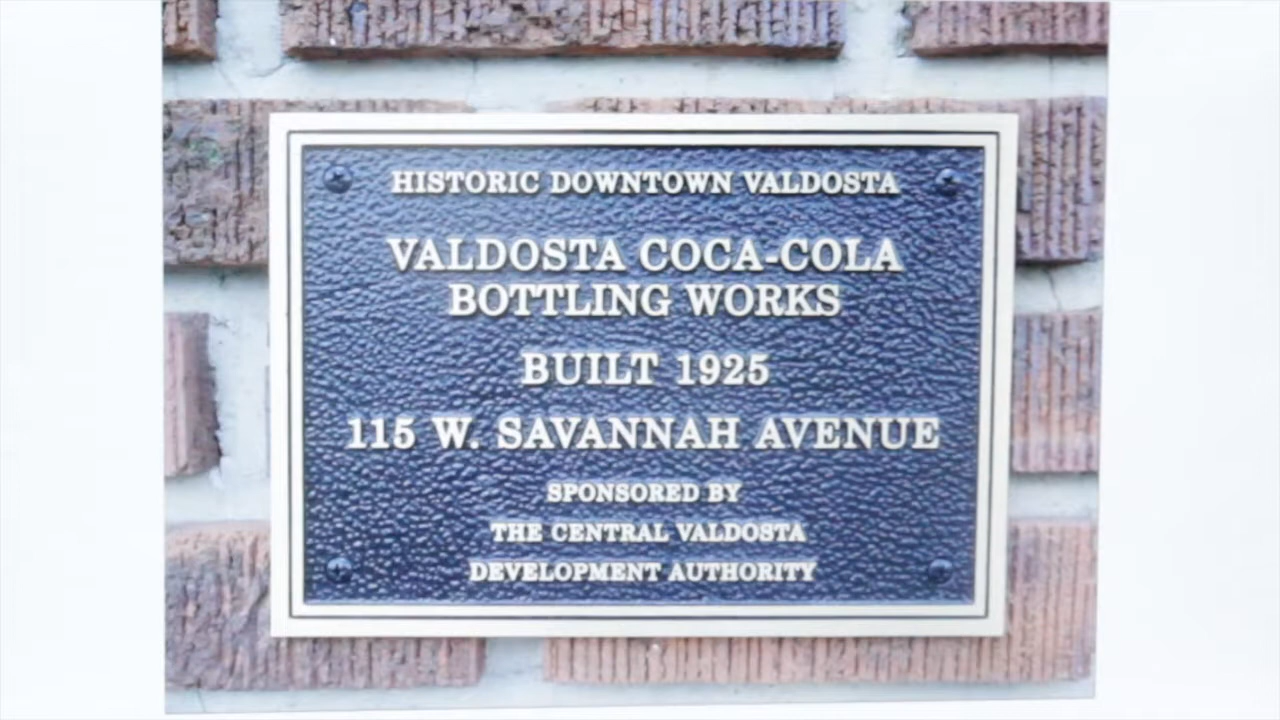 HISTORIC DOWNTOWN VALDOSTA
VALDOSTA COCA-COLA
BOTTLING WORKS
BUILT 1925
115 W. SAVANNAH AVENUE
SPONSORED BY
THE CENTRAL VALDOSTA
DEVELOPMENT AUTHORITY